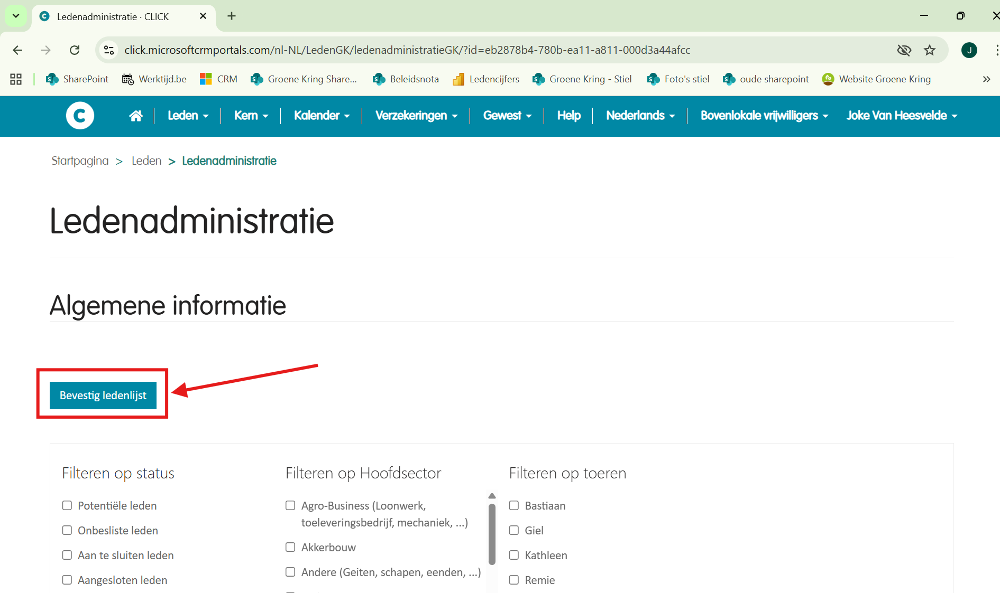 Ledenadministratie · CLICK
click.microsoftcrmportals.com/nl-NL/LedenGK/ledenadministratieGK/?id=eb2878b4-780b-ea11-a811-000d3a44afcc
J
SharePoint Werktijd.be CRM Groene Kring Share... Beleidsnota Ledencijfers Groene Kring - Stiel Foto's stiel oude sharepoint Website Groene Kring
C Leden Kern Kalender Verzekeringen Gewest Help Nederlands Bovenlokale vrijwilligers Joke Van Heesvelde
Startpagina > Leden > Ledenadministratie
Ledenadministratie
Algemene informatie
Bevestig ledenlijst
Filteren op status
Potentiële leden
Onbesliste leden
Aan te sluiten leden
Aangesloten leden
Filteren op Hoofdsector
Agro-Business (Loonwerk,
toeleveringsbedrijf, mechaniek, ...)
Akkerbouw
Andere (Geiten, schapen, eenden, ...)
Filteren op toeren
Bastiaan
Giel
Kathleen
Remie